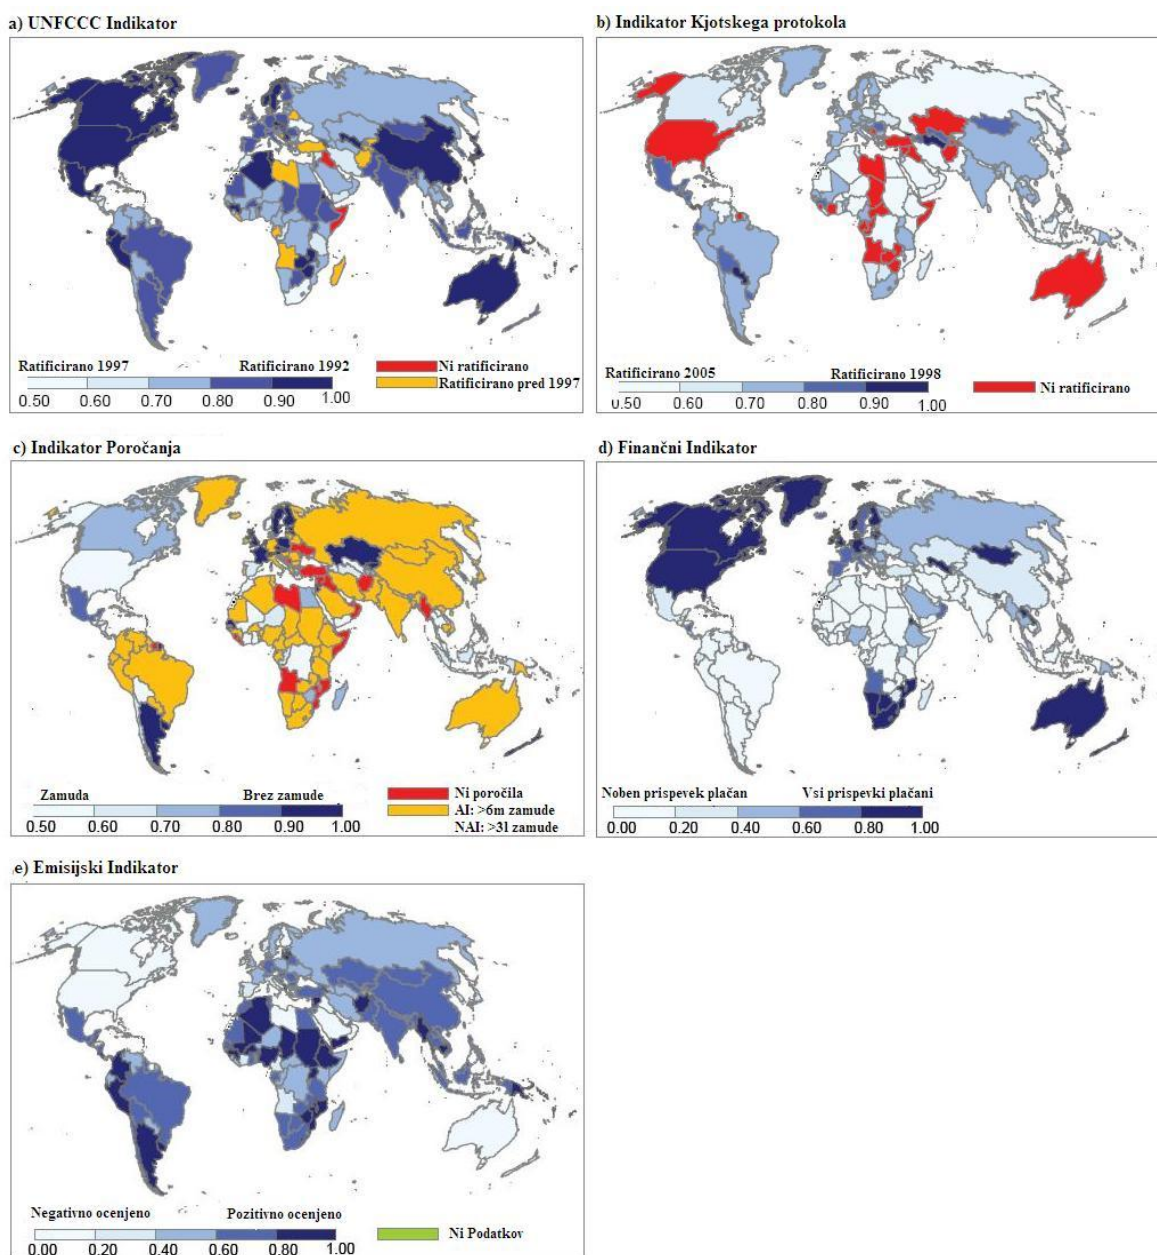 a) UNFCCC Indikator
Ratificirano 1997 Ratificirano 1992
0.50 0.60 0.70 0.80 0.90 1.00
Ni ratificirano
Ratificirano pred 1997
b) Indikator Kjotskega protokola
Ratificirano 2005 Ratificirano 1998
0.50 0.60 0.70 0.80 0.90 1.00
Ni ratificirano
c) Indikator Poročanja
Zamuda Brez zamude
0.50 0.60 0.70 0.80 0.90 1.00
Ni poročila
AI: >6m zamude
NAI: >3l zamude
d) Finančni Indikator
Noben prispevek plačan Vsi prispevki plačani
0.00 0.20 0.40 0.60 0.80 1.00
e) Emisijski Indikator
Negativno ocenjeno Pozitivno ocenjeno
0.00 0.20 0.40 0.60 0.80 1.00
Ni Podatkov